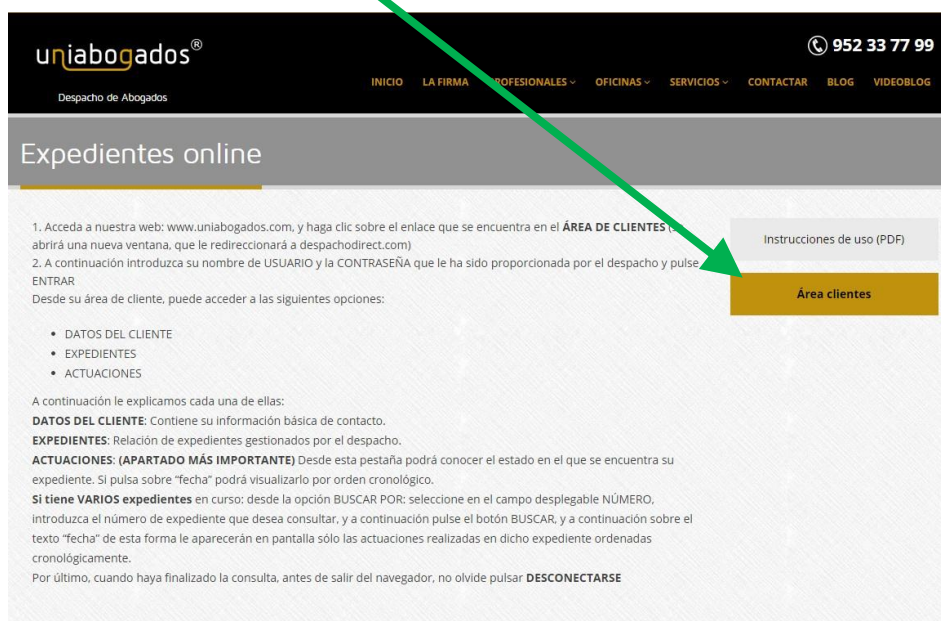 uniabogados®
952 33 77 99
INICIO LA FIRMA PROFESIONALES OFICINAS SERVICIOS CONTACTAR BLOG VIDEOBLOG
Despacho de Abogados
Expedientes online
1. Acceda a nuestra web: www.uniabogados.com, y haga clic sobre el enlace que se encuentra en el ÁREA DE CLIENTES (
abrirá una nueva ventana, que le redireccionará a despachodirect.com)
2. A continuación introduzca su nombre de USUARIO y la CONTRASEÑA que le ha sido proporcionada por el despacho y pulse
ENTRAR
Desde su área de cliente, puede acceder a las siguientes opciones:
• DATOS DEL CLIENTE
• EXPEDIENTES
• ACTUACIONES
A continuación le explicamos cada una de ellas:
DATOS DEL CLIENTE: Contiene su información básica de contacto.
EXPEDIENTES: Relación de expedientes gestionados por el despacho.
ACTUACIONES: (APARTADO MÁS IMPORTANTE) Desde esta pestaña podrá conocer el estado en el que se encuentra su
expediente. Si pulsa sobre "fecha" podrá visualizarlo por orden cronológico.
Si tiene VARIOS expedientes en curso: desde la opción BUSCAR POR: seleccione en el campo desplegable NÚMERO,
introduzca el número de expediente que desea consultar, y a continuación pulse el botón BUSCAR, y a continuación sobre el
texto "fecha" de esta forma le aparecerán en pantalla sólo las actuaciones realizadas en dicho expediente ordenadas
cronológicamente.
Por último, cuando haya finalizado la consulta, antes de salir del navegador, no olvide pulsar DESCONECTARSE
Instrucciones de uso (PDF)
Área clientes